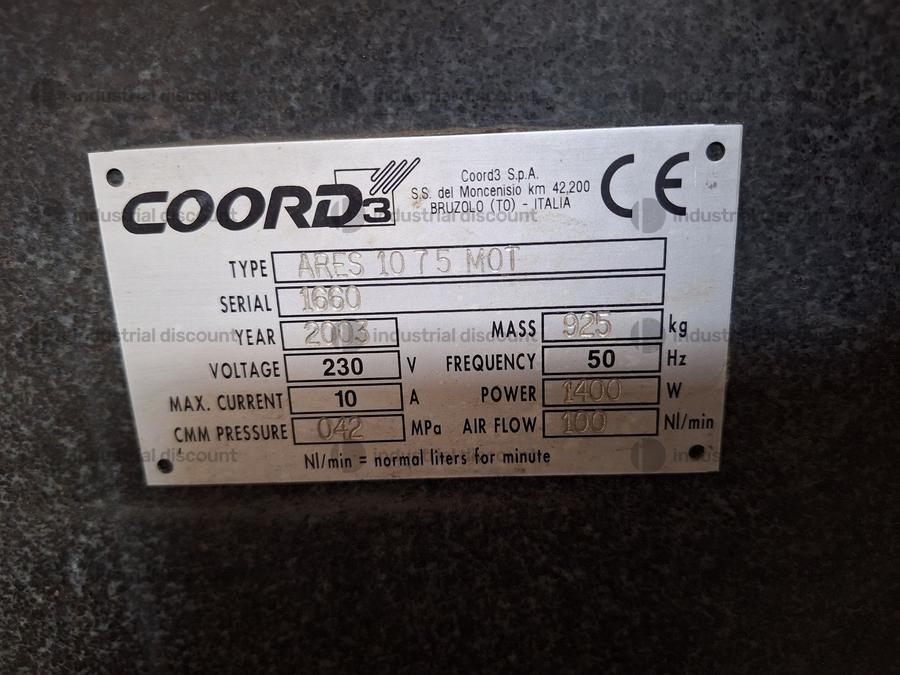 COORD3
Coord3 S.p.A.
S.S. del Moncenisio km 42,200
BRUZOLO (TO) - ITALIA
CE
TYPE ARES 10 7 5 MOT
SERIAL 1660
YEAR 2003 MASS 925 kg
VOLTAGE 230 V FREQUENCY 50 Hz
MAX. CURRENT 10 A POWER 1400 W
CMM PRESSURE 042 MPa AIR FLOW 100 Nl/min
Nl/min = normal liters for minute
industrial discount